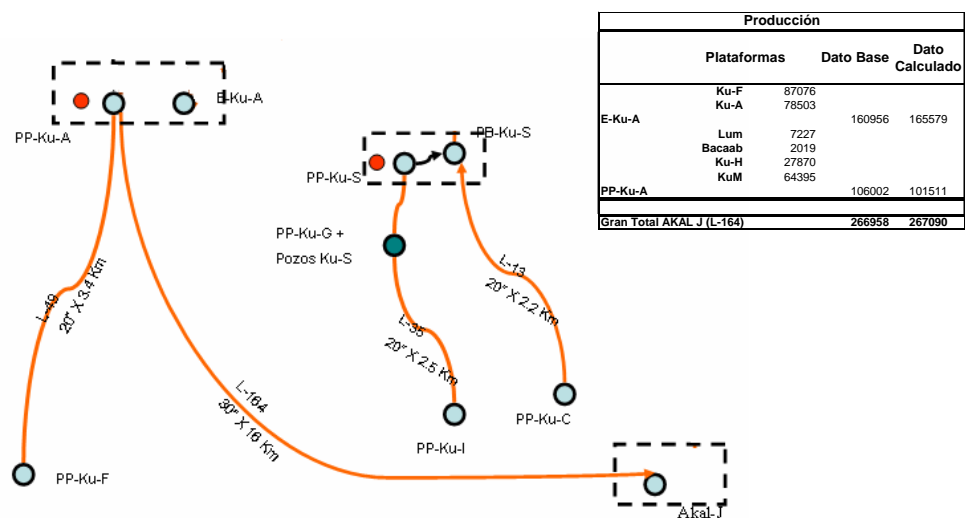 Producción
Plataformas Dato Base Dato Calculado
Ku-F 87076
Ku-A 78503
E-Ku-A 160956 165579
Lum 7227
Bacaab 2019
Ku-H 27870
KuM 64395
PP-Ku-A 106002 101511
Gran Total AKAL J (L-164) 266958 267090
E-Ku-A
PP-Ku-A
PB-Ku-S
PP-Ku-S
PP-Ku-G +
Pozos Ku-S
L-49
20" X 3.4 Km
L-13
20" X 2.2 Km
L-35
20" X 2.5 Km
L-164
30" X 16 Km
PP-Ku-C
PP-Ku-I
PP-Ku-F
Akal-J